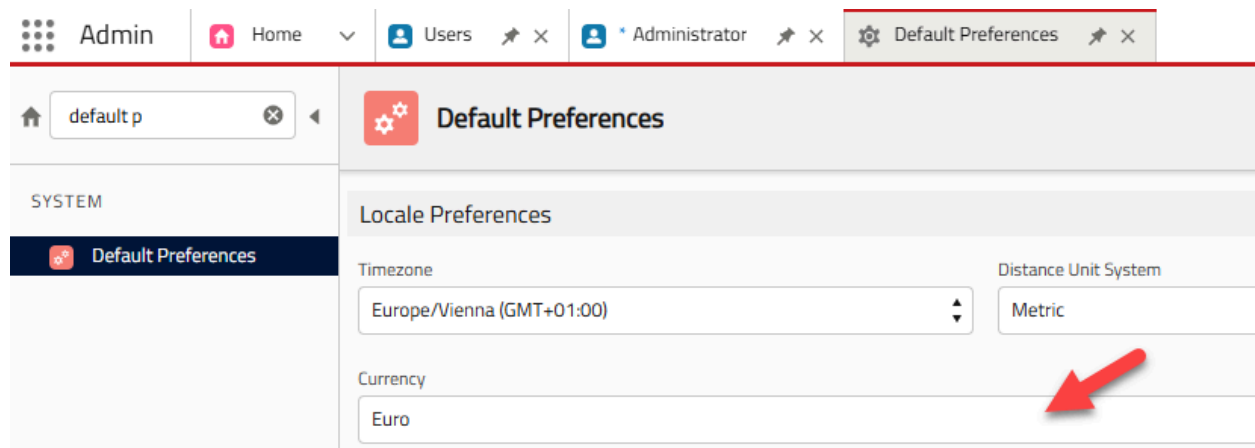 Admin Home Users * Administrator Default Preferences
default p
Default Preferences
SYSTEM
Default Preferences
Locale Preferences
Timezone Distance Unit System
Europe/Vienna (GMT+01:00) Metric
Currency
Euro